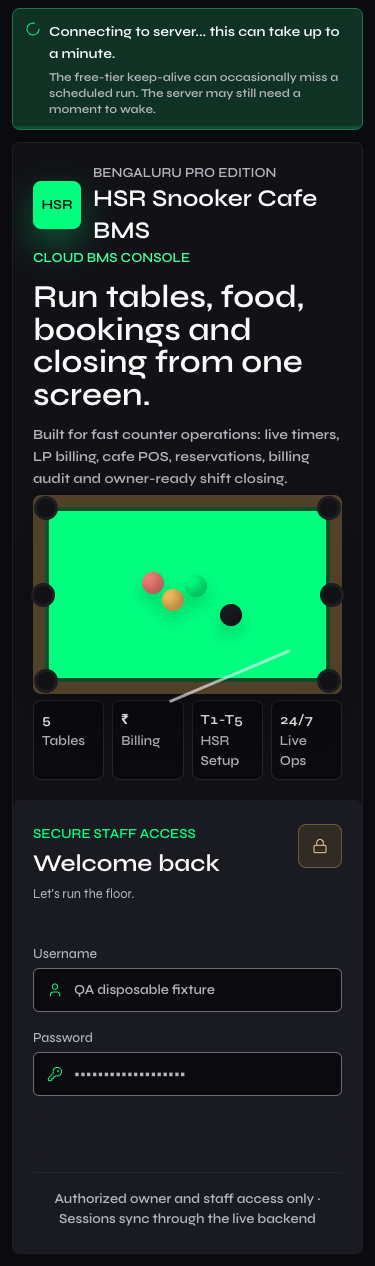 Connecting to server... this can take up to
a minute.
The free-tier keep-alive can occasionally miss a
scheduled run. The server may still need a
moment to wake.
HSR
BENGALURU PRO EDITION
HSR Snooker Cafe
BMS
CLOUD BMS CONSOLE
Run tables, food,
bookings and
closing from one
screen.
Built for fast counter operations: live timers,
LP billing, cafe POS, reservations, billing
audit and owner-ready shift closing.
5
Tables
₹
Billing
T1-T5
HSR
Setup
24/7
Live
Ops
SECURE STAFF ACCESS
Welcome back
Let's run the floor.
Username
QA disposable fixture
Password
Authorized owner and staff access only ·
Sessions sync through the live backend